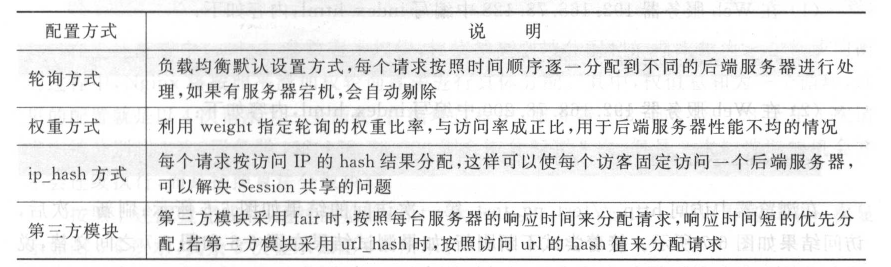 配置方式 说 明
轮询方式 负载均衡默认设置方式,每个请求按照时间顺序逐一分配到不同的后端服务器进行处
理,如果有服务器宕机,会自动剔除
权重方式 利用 weight 指定轮询的权重比率,与访问率成正比,用于后端服务器性能不均的情况
ip_hash 方式 每个请求按访问 IP 的 hash 结果分配,这样可以使每个访客固定访问一个后端服务器,
可以解决 Session 共享的问题
第三方模块 第三方模块采用 fair 时,按照每台服务器的响应时间来分配请求,响应时间短的优先分
配;若第三方模块采用 url_hash 时,按照访问 url 的 hash 值来分配请求